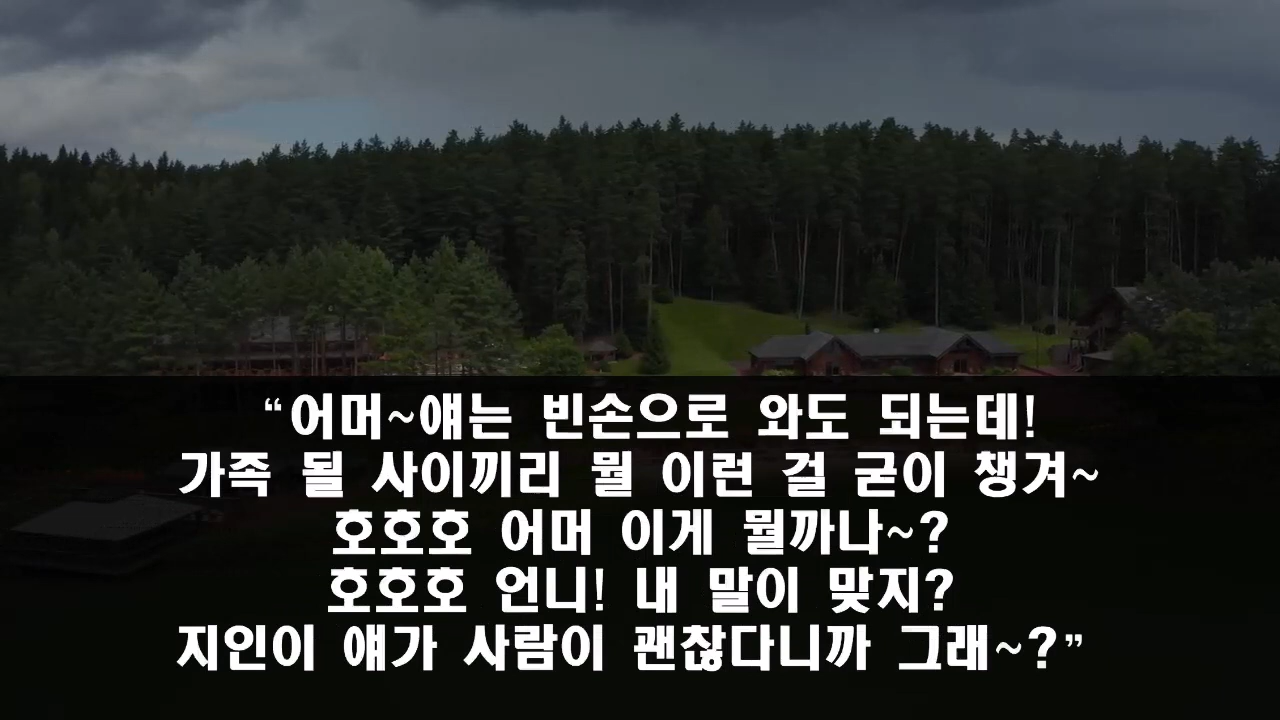 “어머~얘는 빈손으로 와도 되는데!
가족 될 사이끼리 뭘 이런 걸 굳이 챙겨~
호호호 어머 이게 뭘까나~?
호호호 언니! 내 말이 맞지?
지인이 얘가 사람이 괜찮다니까 그래~?”